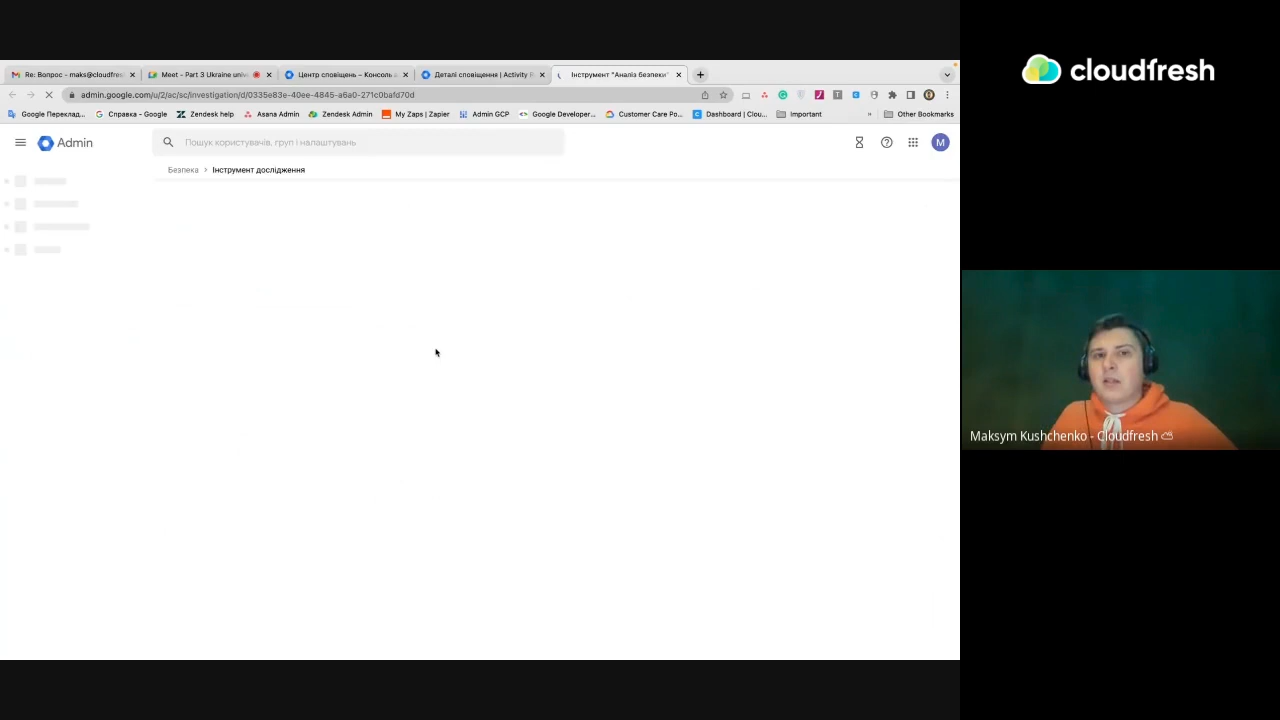 cloudfresh
Re: Вопрос - maks@cloudfres
Meet - Part 3 Ukraine unive
Центр сповіщень – Консоль а
Деталі сповіщення | Activity R
Інструмент "Аналіз безпеки"
admin.google.com/u/2/ac/sc/investigation/d/0335e83e-40ee-4845-a6a0-271c0bafd70d
Google Переклад... Справка - Google Zendesk help Asana Admin Zendesk Admin My Zaps | Zapier Admin GCP Google Developer... Customer Care Po... Dashboard | Clou... Important » Other Bookmarks
Admin
Пошук користувачів, груп і налаштувань
M
Безпека > Інструмент дослідження
Maksym Kushchenko - Cloudfresh